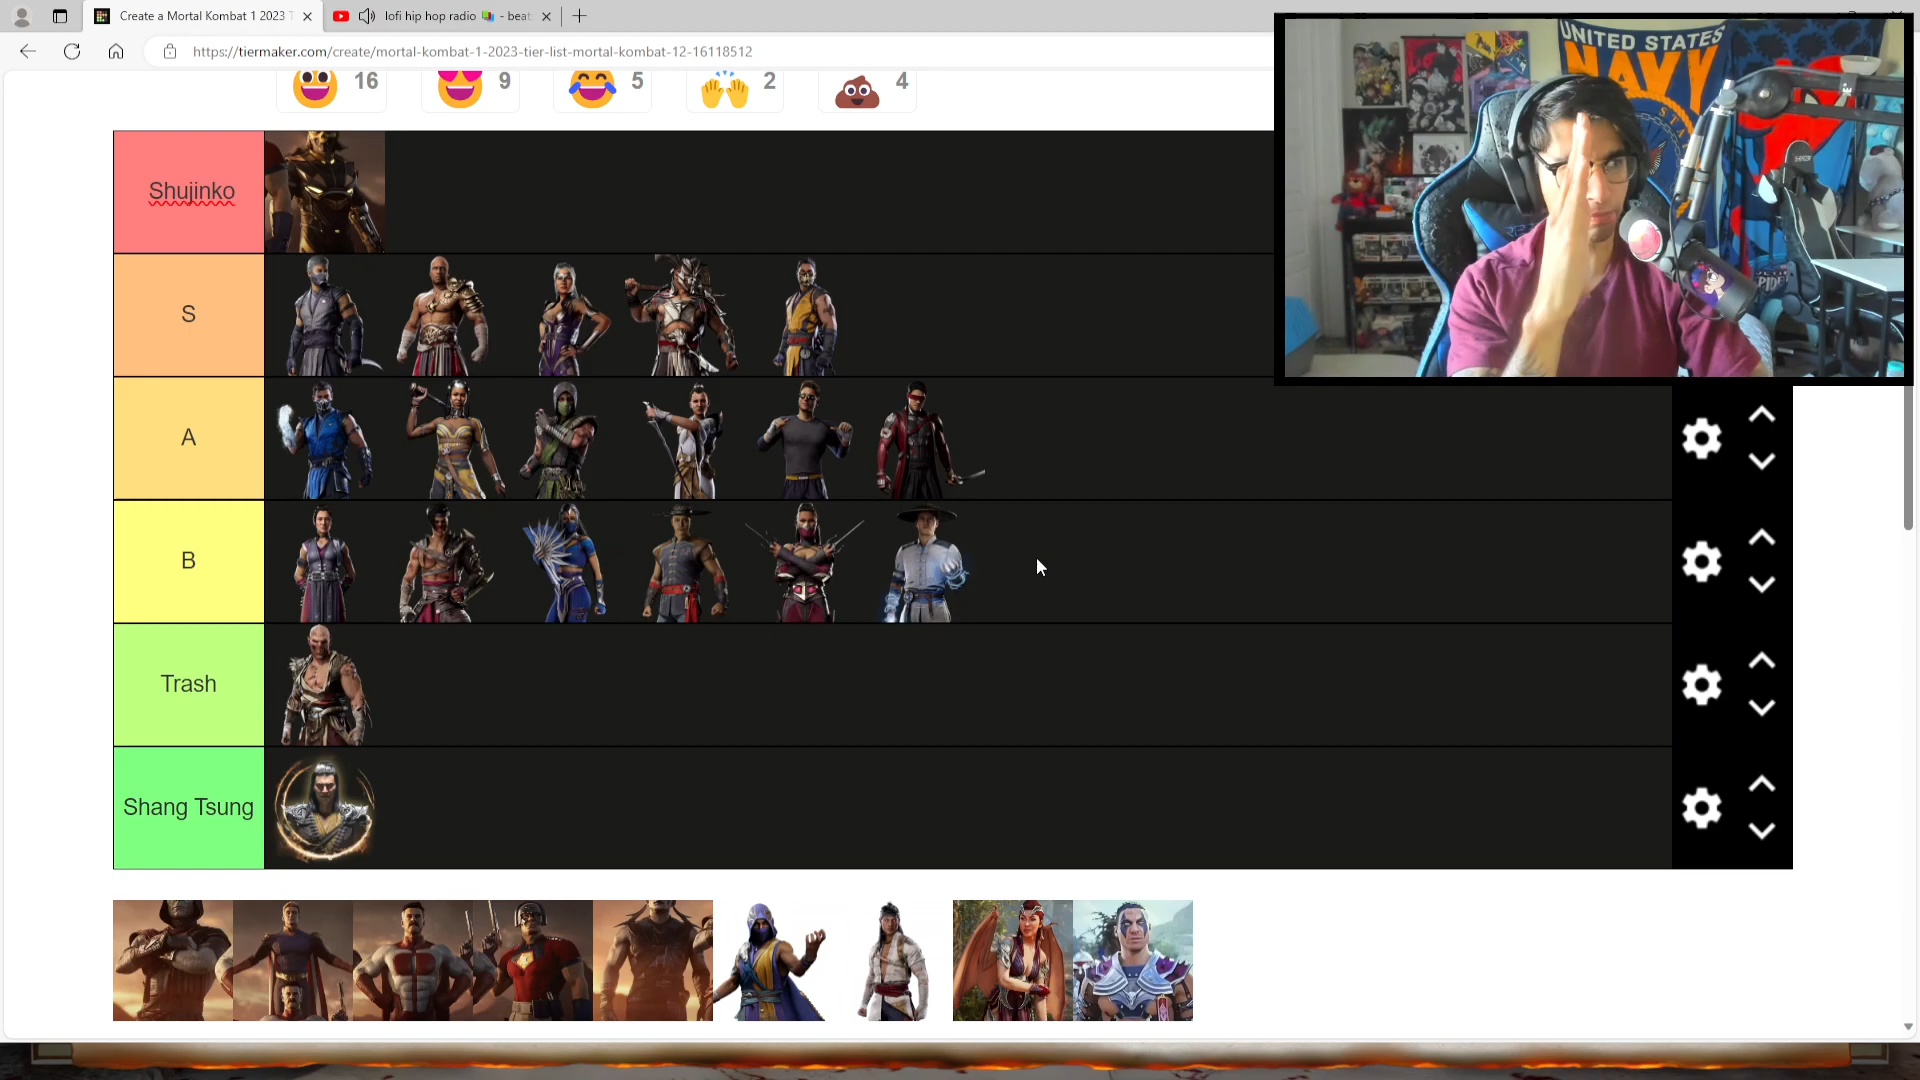 Create a Mortal Kombat 1 2023 T
lofi hip hop radio 📚 - beat
https://tiermaker.com/create/mortal-kombat-1-2023-tier-list-mortal-kombat-12-16118512
16
9
5
2
4
UNITED STATES
NAVY
Shujinko
S
A
B
Trash
Shang Tsung